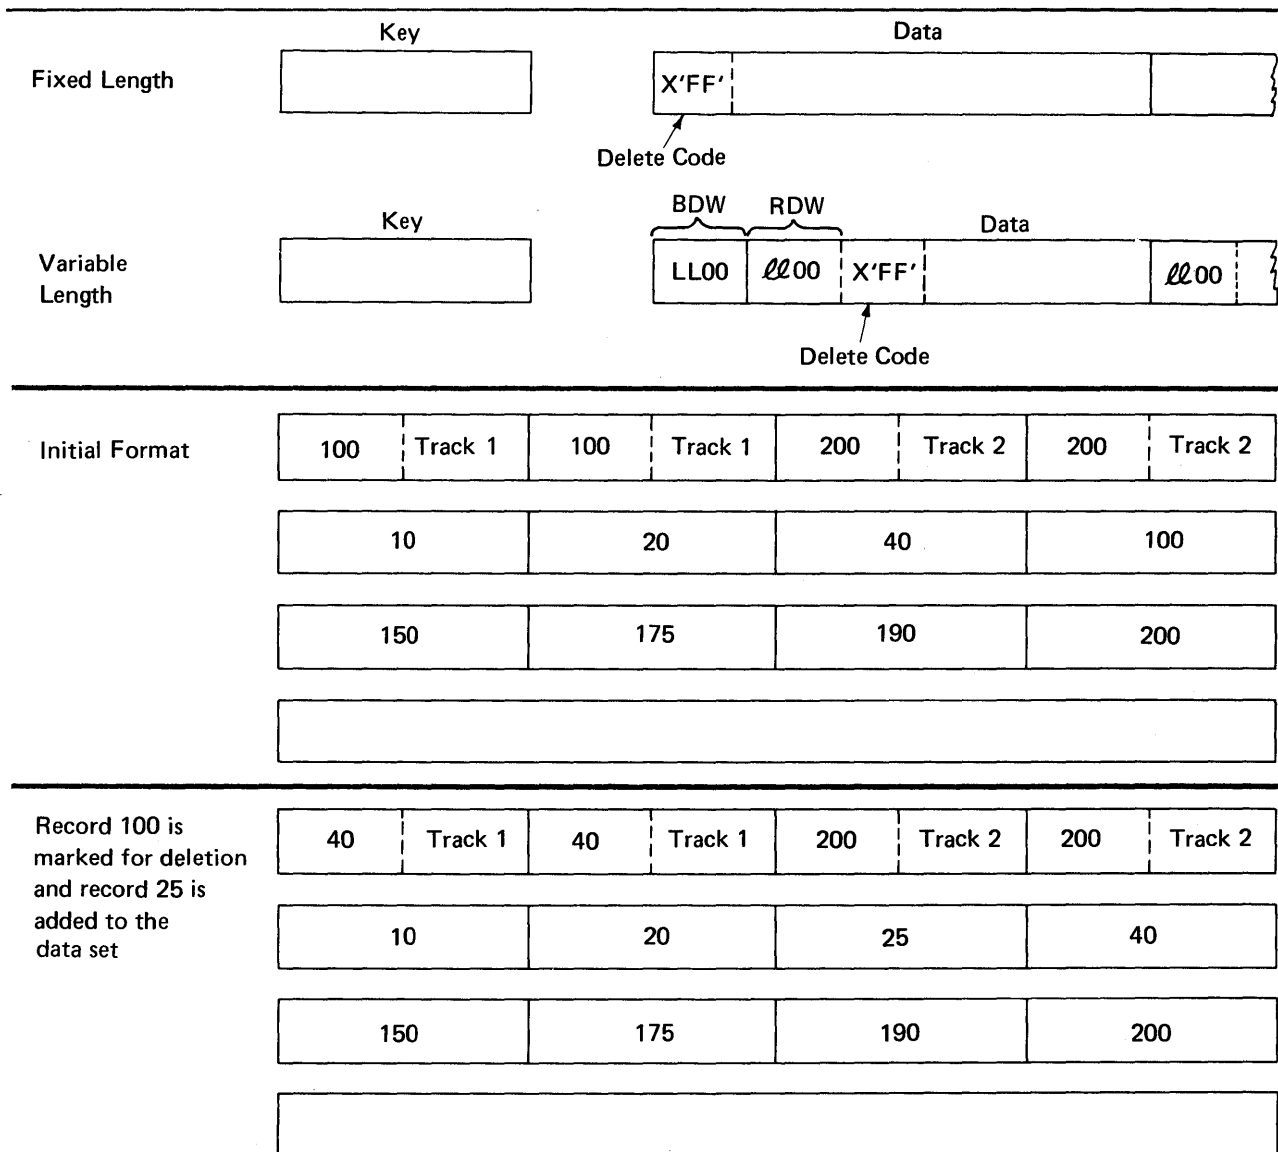 Key Data
Fixed Length X'FF'
Delete Code
BDW RDW
Key Data
Variable Length LL00 ll00 X'FF' ll00
Delete Code
Initial Format 100 Track 1 100 Track 1 200 Track 2 200 Track 2
10 20 40 100
150 175 190 200
Record 100 is
marked for deletion
and record 25 is
added to the
data set
40 Track 1 40 Track 1 200 Track 2 200 Track 2
10 20 25 40
150 175 190 200